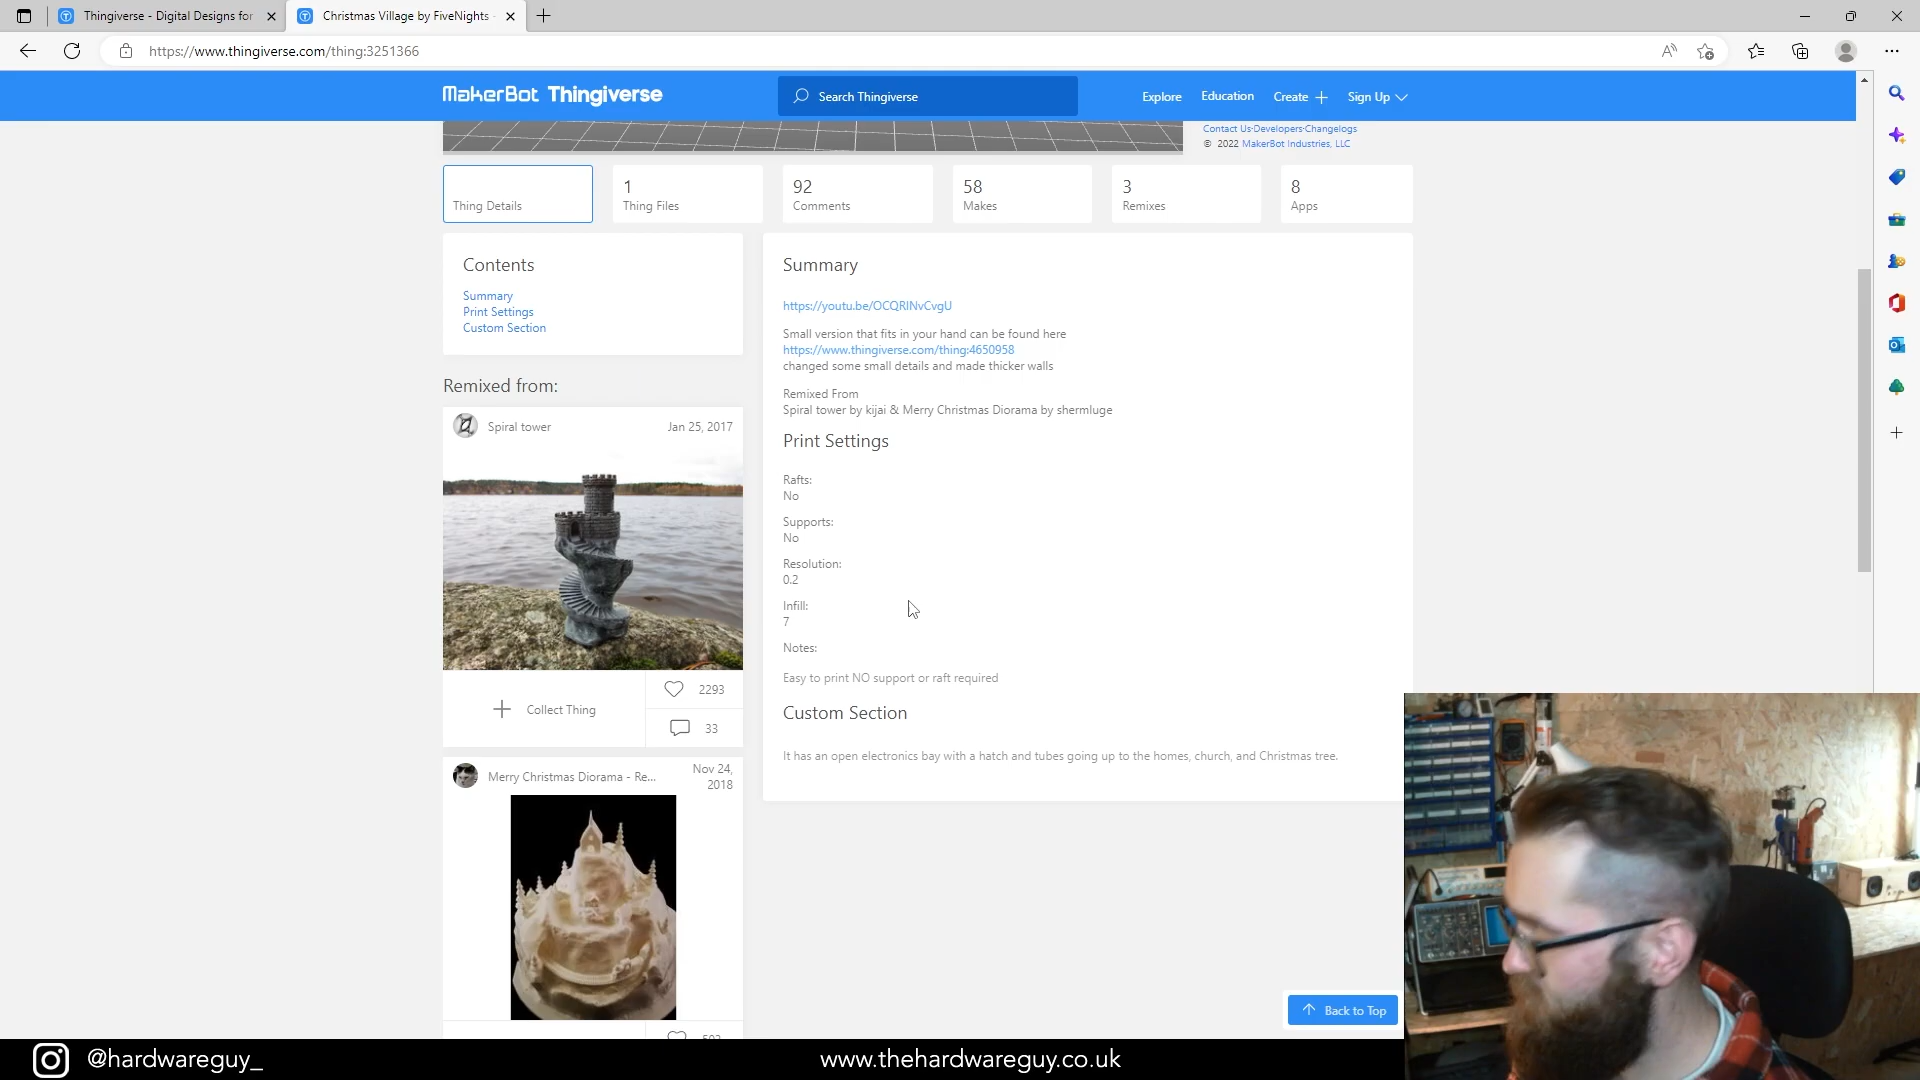 Thingiverse - Digital Designs for
Christmas Village by FiveNights -
https://www.thingiverse.com/thing:3251366
MakerBot Thingiverse
Search Thingiverse
Explore
Education
Create
Sign Up
Contact Us·Developers·Changelogs
© 2022 MakerBot Industries, LLC
Thing Details
1
Thing Files
92
Comments
58
Makes
3
Remixes
8
Apps
Contents
Summary
Print Settings
Custom Section
Remixed from:
Spiral tower
Jan 25, 2017
Collect Thing
2293
33
Merry Christmas Diorama - Re...
Nov 24,
2018
Summary
https://youtu.be/OCQRINvCvgU
Small version that fits in your hand can be found here
https://www.thingiverse.com/thing:4650958
changed some small details and made thicker walls
Remixed From
Spiral tower by kijai & Merry Christmas Diorama by shermluge
Print Settings
Rafts:
No
Supports:
No
Resolution:
0.2
Infill:
7
Notes:
Easy to print NO support or raft required
Custom Section
It has an open electronics bay with a hatch and tubes going up to the homes, church, and Christmas tree.
Back to Top
@hardwareguy_
www.thehardwareguy.co.uk